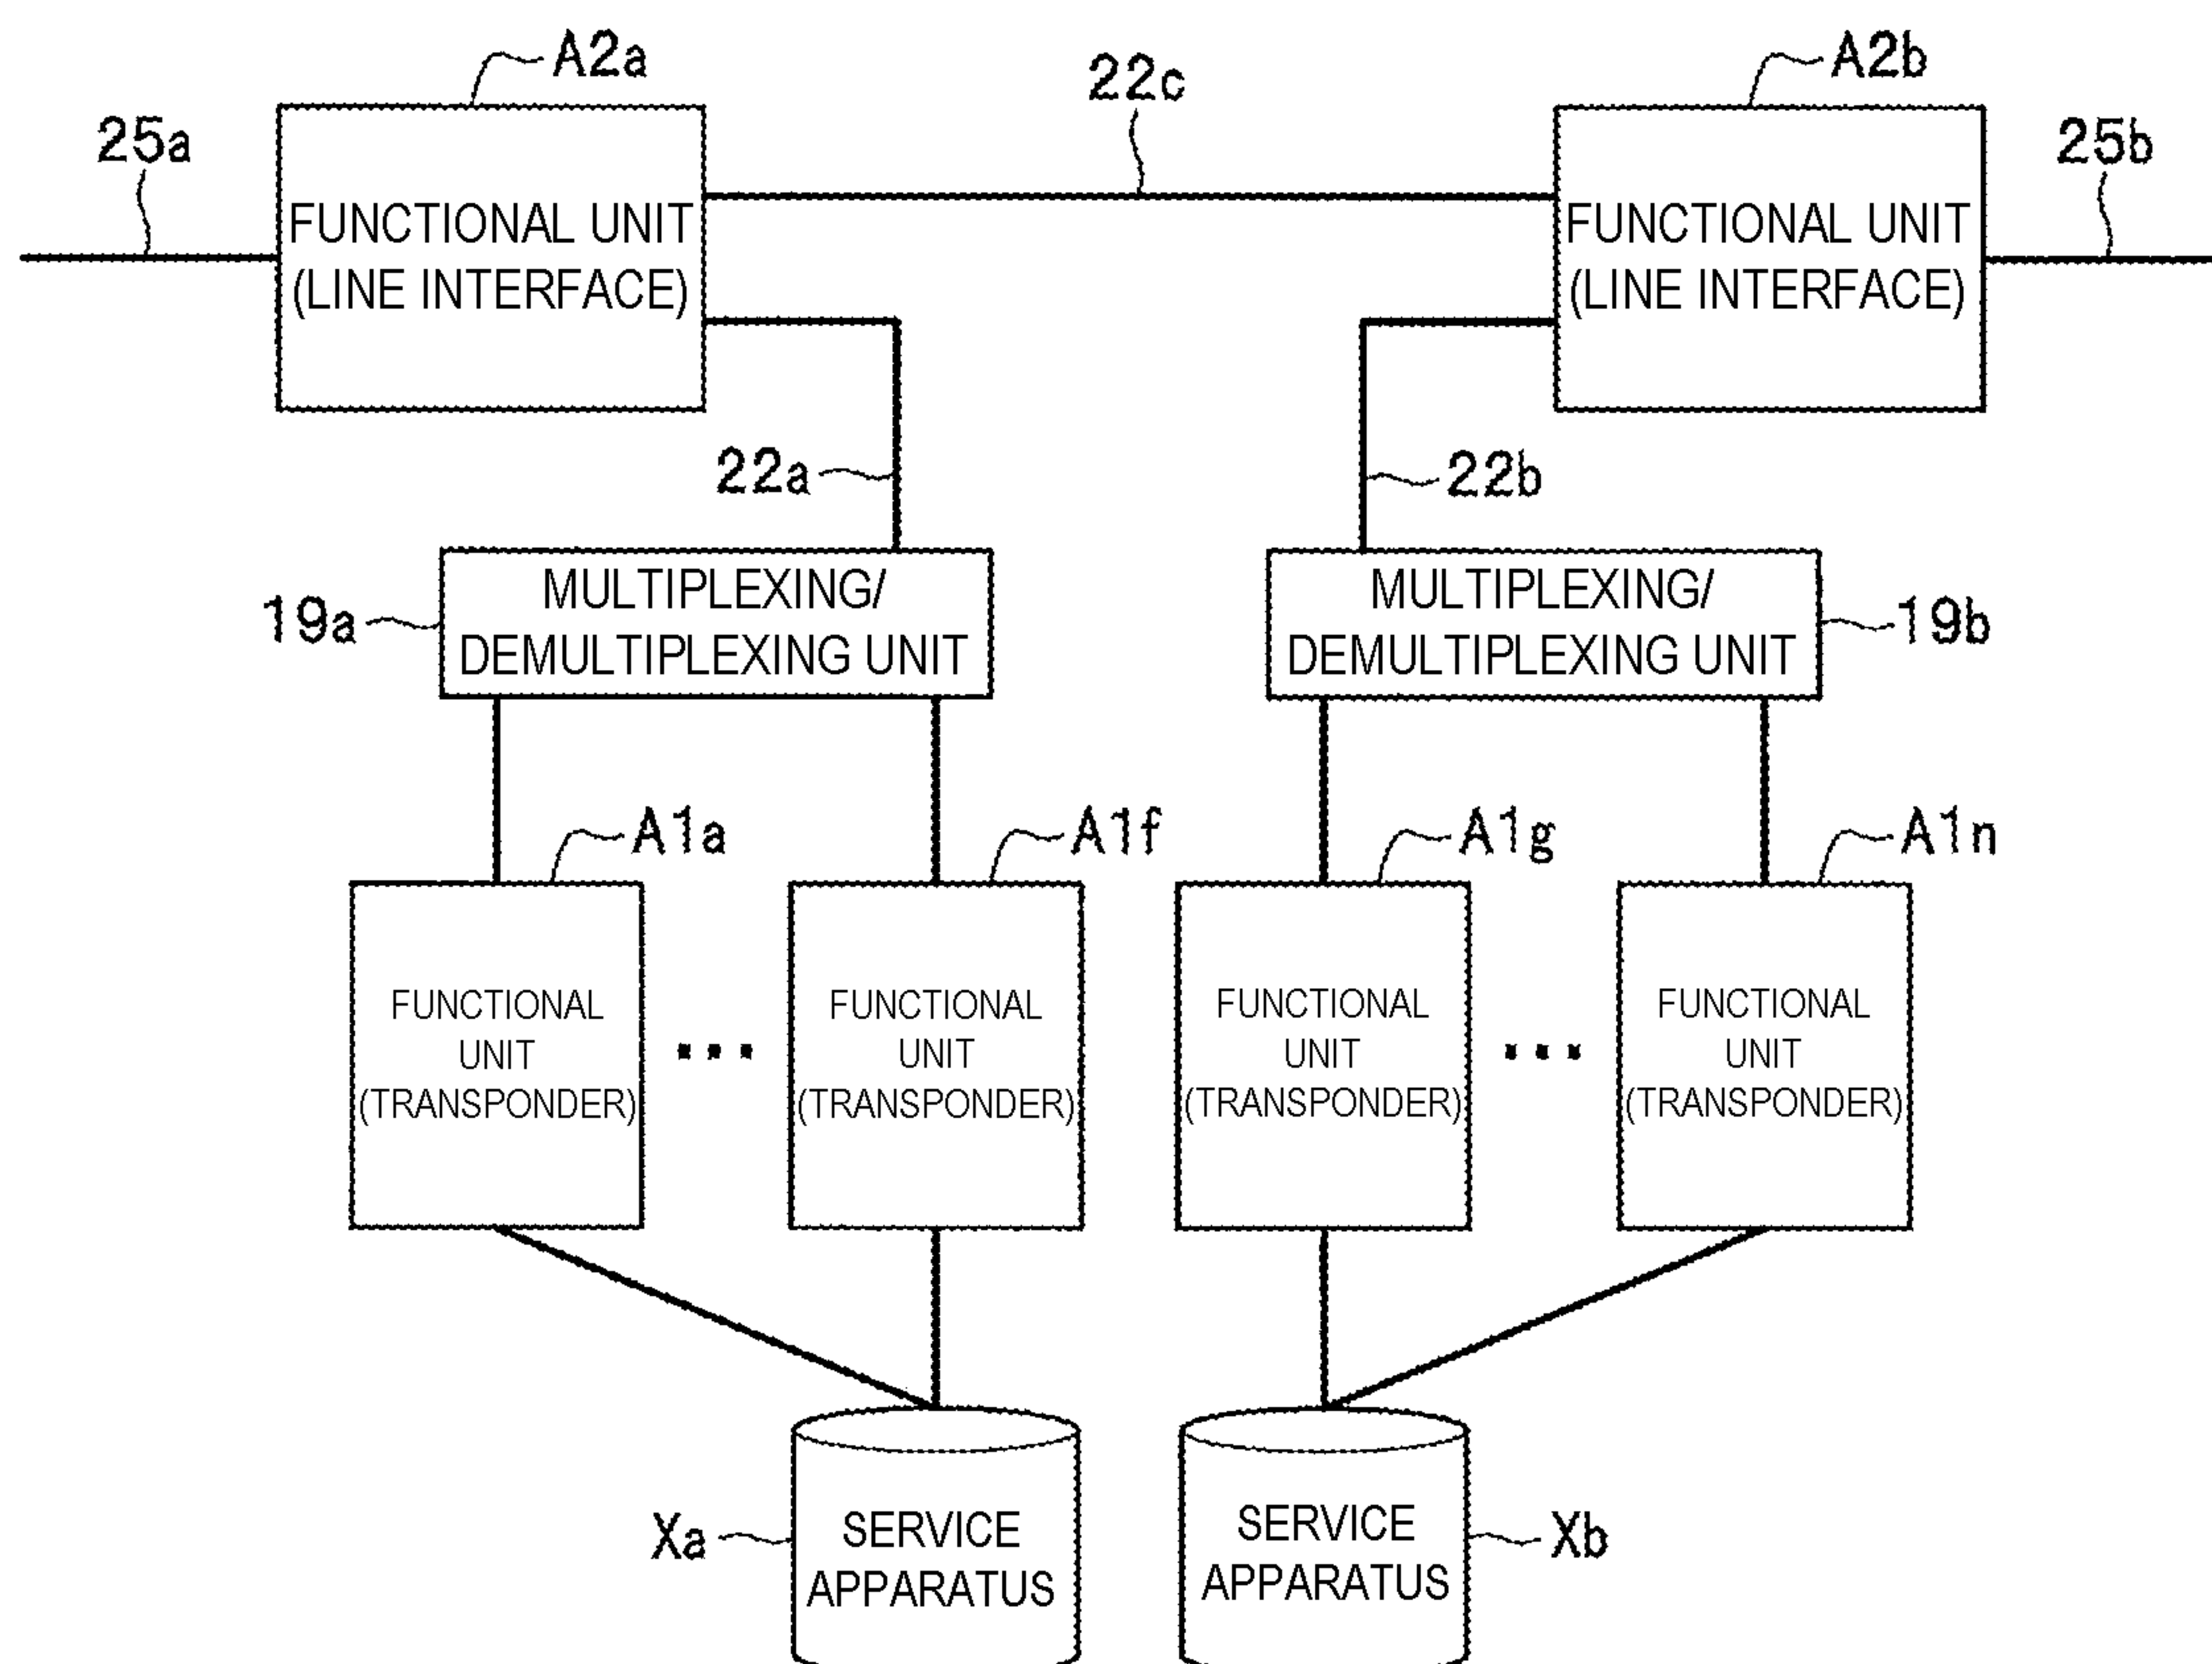 A2a
22c
A2b
25a
25b
FUNCTIONAL UNIT
(LINE INTERFACE)
FUNCTIONAL UNIT
(LINE INTERFACE)
22a
22b
19a
MULTIPLEXING/
DEMULTIPLEXING UNIT
MULTIPLEXING/
DEMULTIPLEXING UNIT
19b
A1a
A1f
A1g
A1n
FUNCTIONAL
UNIT
(TRANSPONDER)
...
FUNCTIONAL
UNIT
(TRANSPONDER)
FUNCTIONAL
UNIT
(TRANSPONDER)
...
FUNCTIONAL
UNIT
(TRANSPONDER)
Xa
SERVICE
APPARATUS
SERVICE
APPARATUS
Xb